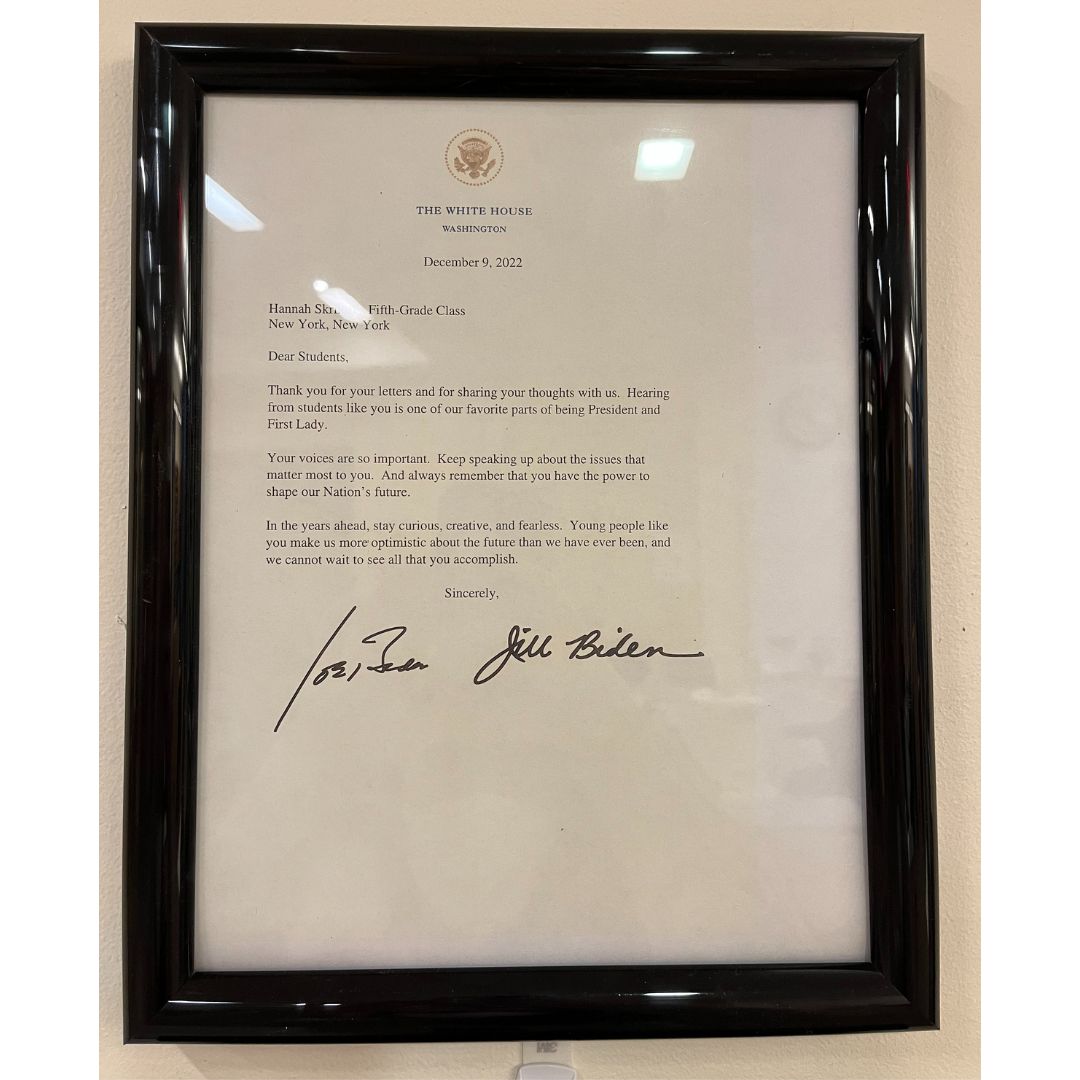 THE WHITE HOUSE
WASHINGTON
December 9, 2022
Hannah Fifth-Grade Class
New York, New York
Dear Students,
Thank you for your letters and for sharing your thoughts with us. Hearing
from students like you is one of our favorite parts of being President and
First Lady.
Your voices are so important. Keep speaking up about the issues that
matter most to you. And always remember that you have the power to
shape our Nation's future.
In the years ahead, stay curious, creative, and fearless. Young people like
you make us more optimistic about the future than we have ever been, and
we cannot wait to see all that you accomplish.
Sincerely,
Joe Biden Jill Biden
3M